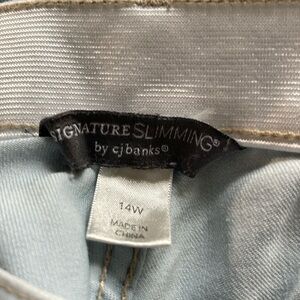 SIGNATURE SLIMMING®
by cjbanks®
14W
MADE IN
CHINA